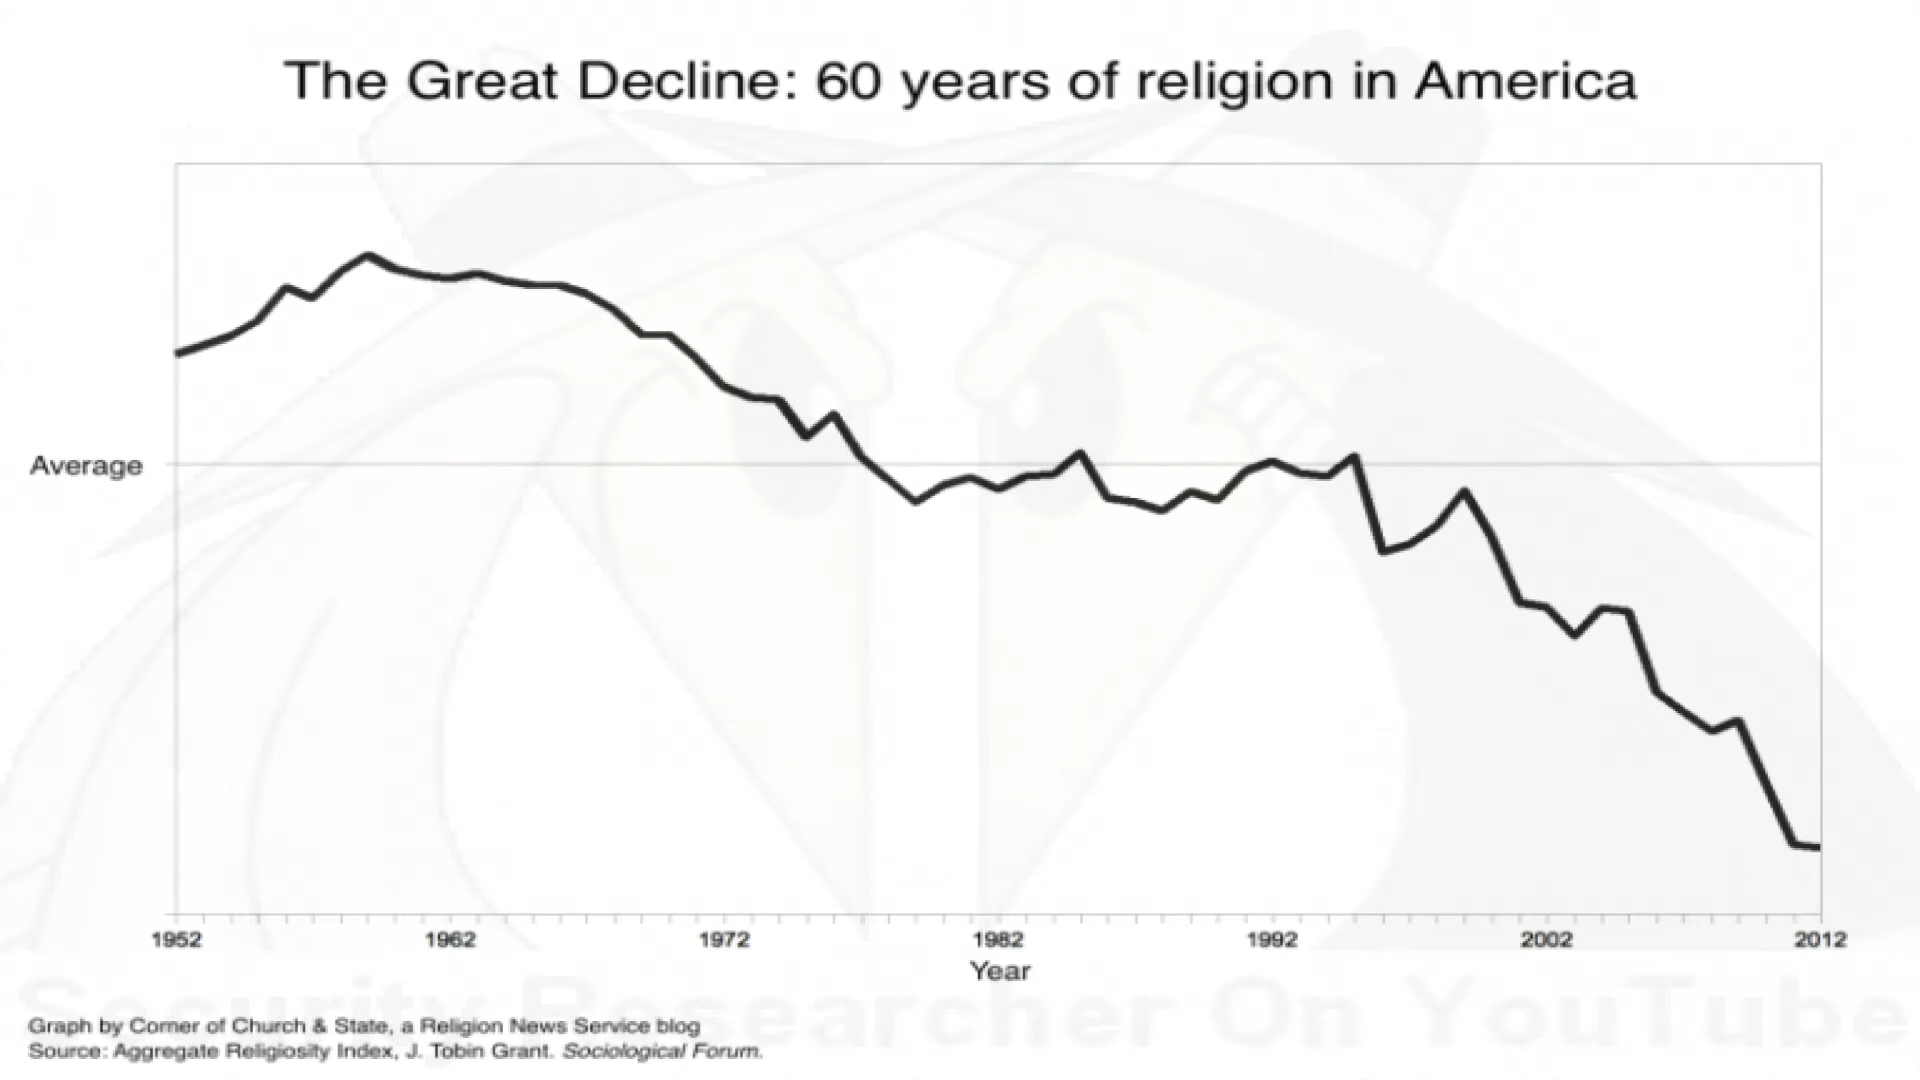 The Great Decline: 60 years of religion in America
Average
1952 1962 1972 1982 1992 2002 2012
Year
Security Researcher On YouTube
Graph by Corner of Church & State, a Religion News Service blog
Source: Aggregate Religiosity Index, J. Tobin Grant. Sociological Forum.